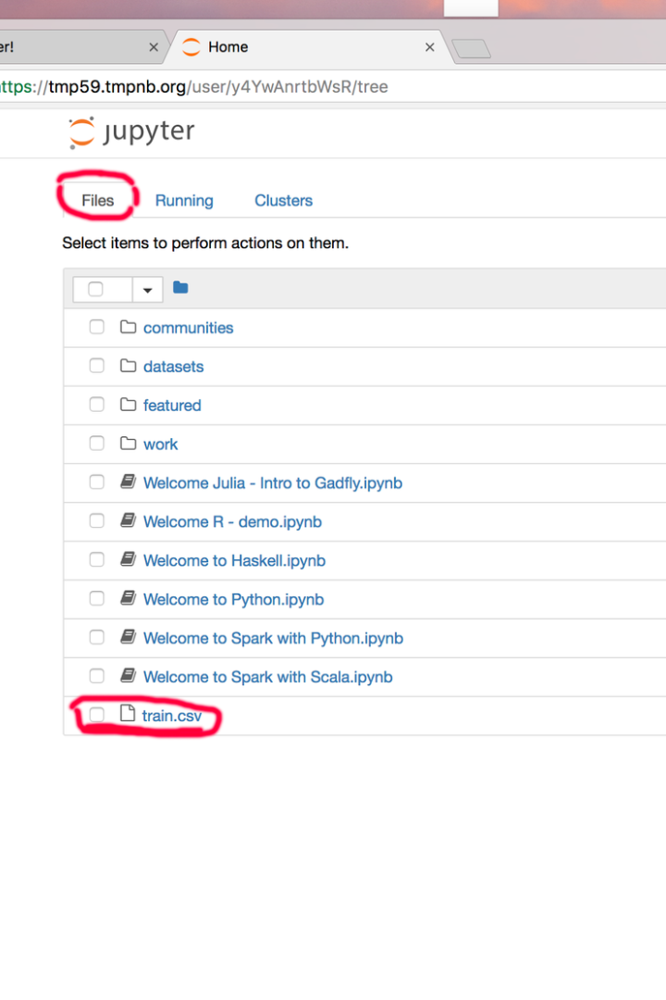 er!
Home
ttps://tmp59.tmpnb.org/user/y4YwAnrtbWsR/tree
jupyter
Files Running Clusters
Select items to perform actions on them.
communities
datasets
featured
work
Welcome Julia - Intro to Gadfly.ipynb
Welcome R - demo.ipynb
Welcome to Haskell.ipynb
Welcome to Python.ipynb
Welcome to Spark with Python.ipynb
Welcome to Spark with Scala.ipynb
train.csv